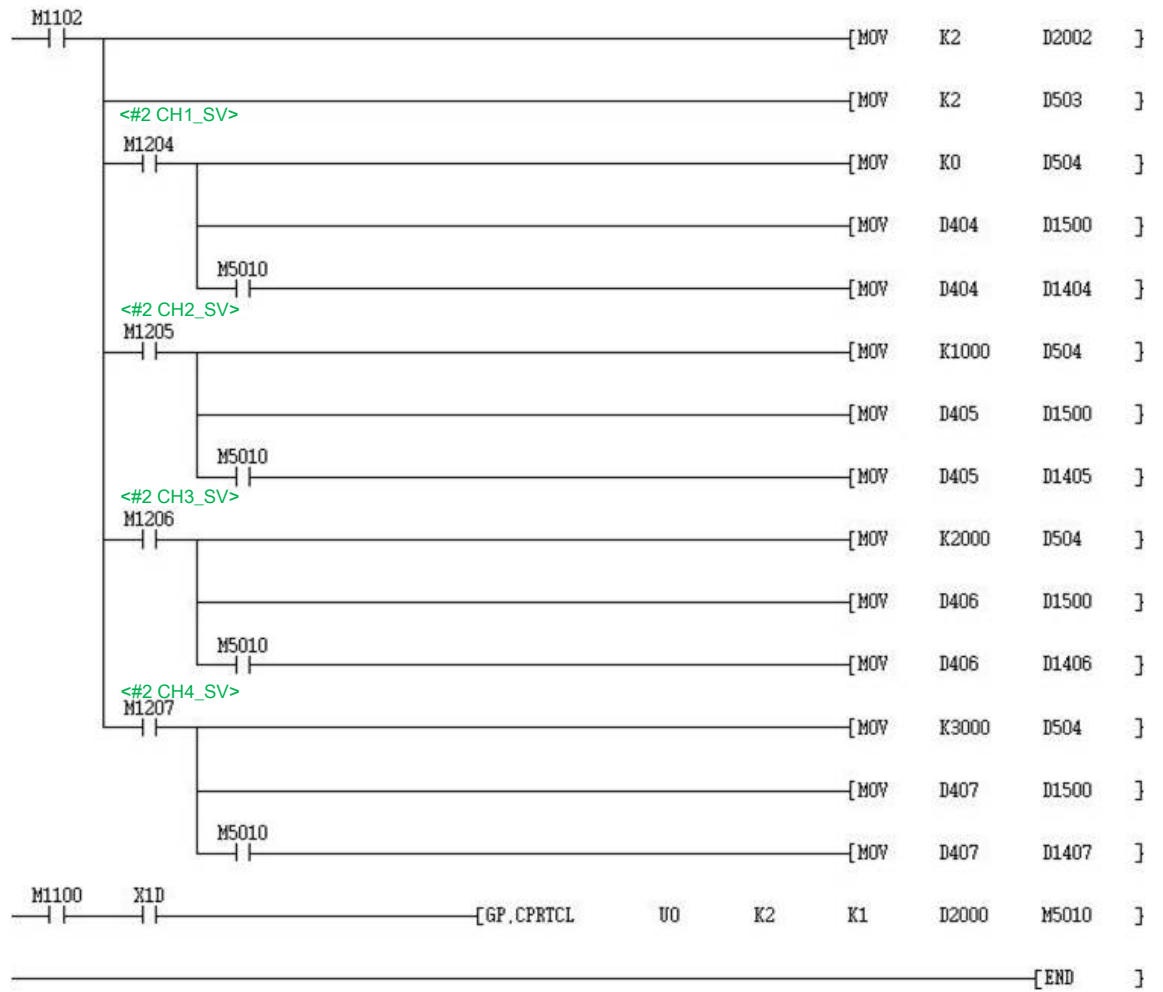 M1102
[MOV K2 D2002 ]
[MOV K2 D503 ]
<#2 CH1_SV>
M1204
[MOV K0 D504 ]
[MOV D404 D1500 ]
M5010
[MOV D404 D1404 ]
<#2 CH2_SV>
M1205
[MOV K1000 D504 ]
[MOV D405 D1500 ]
M5010
[MOV D405 D1405 ]
<#2 CH3_SV>
M1206
[MOV K2000 D504 ]
[MOV D406 D1500 ]
M5010
[MOV D406 D1406 ]
<#2 CH4_SV>
M1207
[MOV K3000 D504 ]
[MOV D407 D1500 ]
M5010
[MOV D407 D1407 ]
M1100 X1D
[GP.CPRTCL U0 K2 K1 D2000 M5010 ]
[END ]